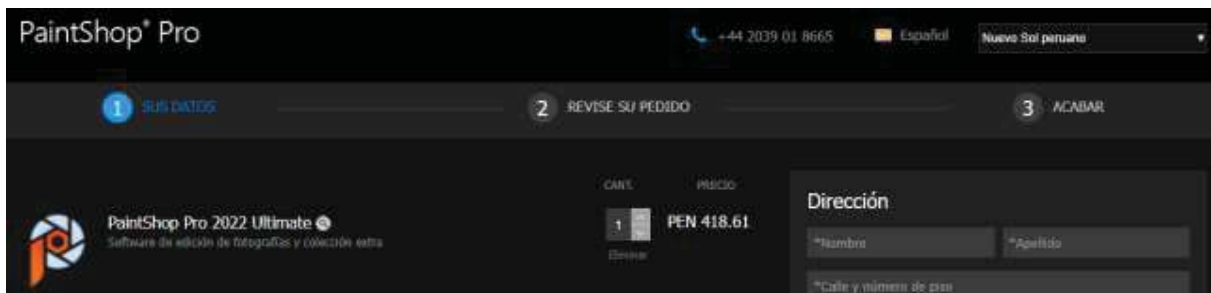 PaintShop® Pro
+44 2039 01 8665
Español
Nuevo Sol peruano
1 SUS DATOS
2 REVISE SU PEDIDO
3 ACABAR
CANT.
PRECIO
Dirección
PaintShop Pro 2022 Ultimate
1
PEN 418.61
Software de edición de fotografías y colección extra
Eliminar
*Nombre
*Apellido
*Calle y número de piso